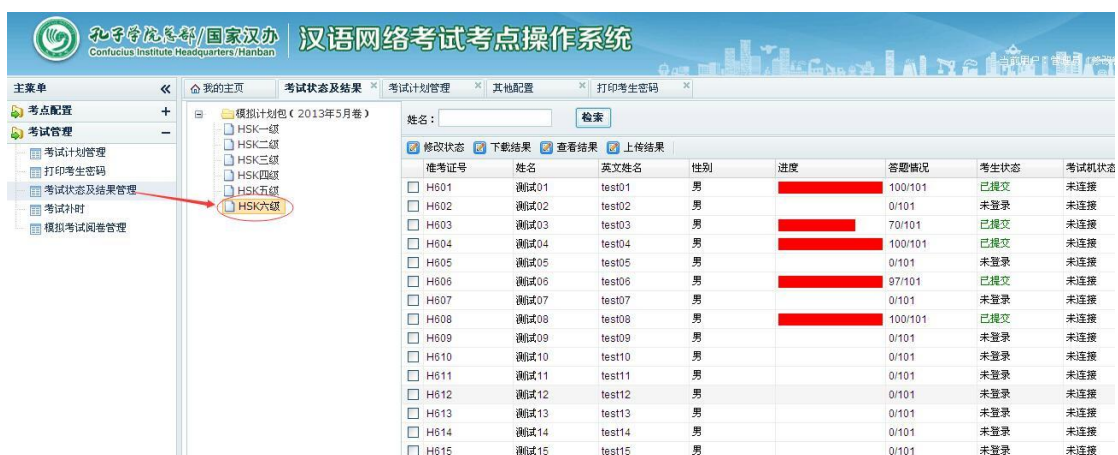 孔子学院总部/国家汉办 汉语网络考试考点操作系统
Confucius Institute Headquarters/Hanban
当前用户：管理员
主菜单
考点配置
考试管理
考试计划管理
打印考生密码
考试状态及结果管理
考试补时
模拟考试阅卷管理
我的主页 考试状态及结果 考试计划管理 其他配置 打印考生密码
模拟计划包(2013年5月卷)
HSK一级
HSK二级
HSK三级
HSK四级
HSK五级
HSK六级
姓名： 检索
修改状态 下载结果 查看结果 上传结果
准考证号 姓名 英文姓名 性别 进度 答题情况 考生状态 考试机状态
H601 测试01 test01 男 100/101 已提交 未连接
H602 测试02 test02 男 0/101 未登录 未连接
H603 测试03 test03 男 70/101 已提交 未连接
H604 测试04 test04 男 100/101 已提交 未连接
H605 测试05 test05 男 0/101 未登录 未连接
H606 测试06 test06 男 97/101 已提交 未连接
H607 测试07 test07 男 0/101 未登录 未连接
H608 测试08 test08 男 100/101 已提交 未连接
H609 测试09 test09 男 0/101 未登录 未连接
H610 测试10 test10 男 0/101 未登录 未连接
H611 测试11 test11 男 0/101 未登录 未连接
H612 测试12 test12 男 0/101 未登录 未连接
H613 测试13 test13 男 0/101 未登录 未连接
H614 测试14 test14 男 0/101 未登录 未连接
H615 测试15 test15 男 0/101 未登录 未连接